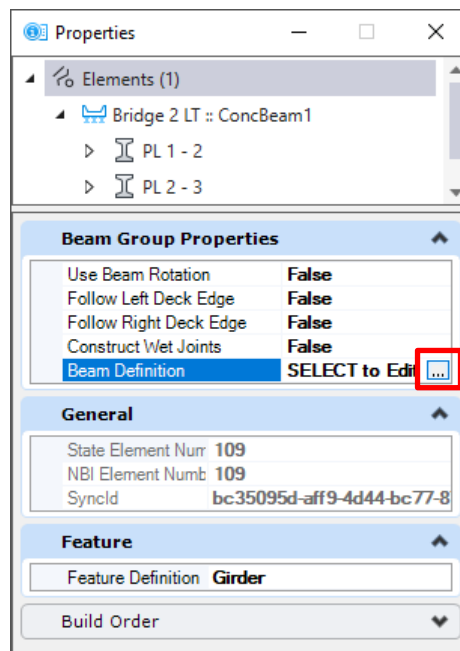 Properties
Elements (1)
Bridge 2 LT :: ConcBeam1
PL 1 - 2
PL 2 - 3
Beam Group Properties
Use Beam Rotation False
Follow Left Deck Edge False
Follow Right Deck Edge False
Construct Wet Joints False
Beam Definition SELECT to Edit ...
General
State Element Num 109
NBI Element Numb 109
SyncId bc35095d-aff9-4d44-bc77-8
Feature
Feature Definition Girder
Build Order